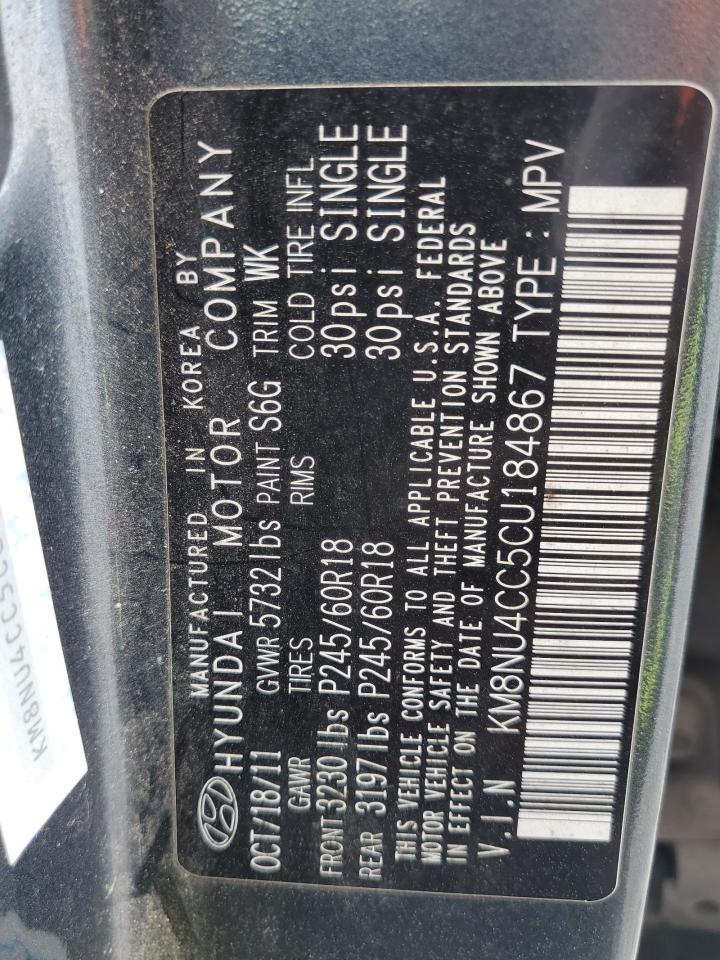 MANUFACTURED IN KOREA BY
HYUNDAI MOTOR COMPANY
OCT/18/11 GVWR 5732 lbs PAINT S6G TRIM WK
GAWR TIRES RIMS COLD TIRE INFL
FRONT 3230 lbs P245/60R18 30psi SINGLE
REAR 3197 lbs P245/60R18 30psi SINGLE
THIS VEHICLE CONFORMS TO ALL APPLICABLE U.S.A. FEDERAL
MOTOR VEHICLE SAFETY AND THEFT PREVENTION STANDARDS
IN EFFECT ON THE DATE OF MANUFACTURE SHOWN ABOVE
V.I.N KM8NU4CC5CU184867 TYPE : MPV